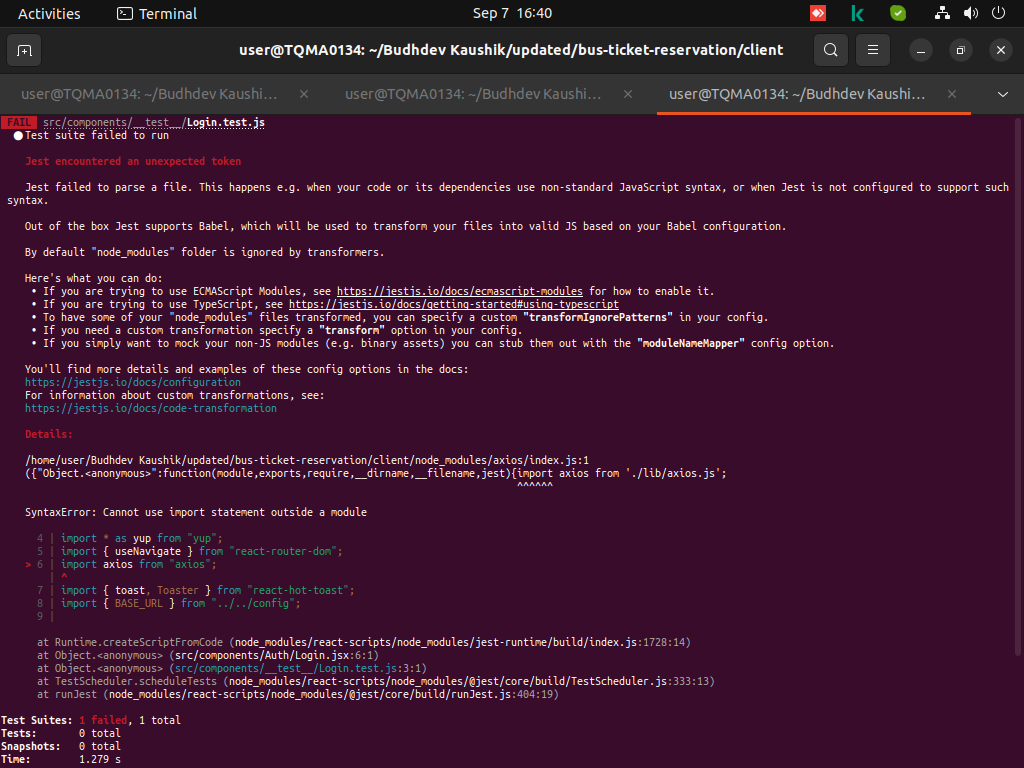 Activities
Terminal
Sep 7 16:40
user@TQMA0134: ~/Budhdev Kaushik/updated/bus-ticket-reservation/client
user@TQMA0134: ~/Budhdev Kaushi...
user@TQMA0134: ~/Budhdev Kaushi...
user@TQMA0134: ~/Budhdev Kaushi...
FAIL src/components/__test__/Login.test.js
● Test suite failed to run
Jest encountered an unexpected token
Jest failed to parse a file. This happens e.g. when your code or its dependencies use non-standard JavaScript syntax, or when Jest is not configured to support such
syntax.
Out of the box Jest supports Babel, which will be used to transform your files into valid JS based on your Babel configuration.
By default "node_modules" folder is ignored by transformers.
Here's what you can do:
• If you are trying to use ECMAScript Modules, see https://jestjs.io/docs/ecmascript-modules for how to enable it.
• If you are trying to use TypeScript, see https://jestjs.io/docs/getting-started#using-typescript
• To have some of your "node_modules" files transformed, you can specify a custom "transformIgnorePatterns" in your config.
• If you need a custom transformation specify a "transform" option in your config.
• If you simply want to mock your non-JS modules (e.g. binary assets) you can stub them out with the "moduleNameMapper" config option.
You'll find more details and examples of these config options in the docs:
https://jestjs.io/docs/configuration
For information about custom transformations, see:
https://jestjs.io/docs/code-transformation
Details:
/home/user/Budhdev Kaushik/updated/bus-ticket-reservation/client/node_modules/axios/index.js:1
({"Object.<anonymous>":function(module,exports,require,__dirname,__filename,jest){import axios from './lib/axios.js';
^^^^^^
SyntaxError: Cannot use import statement outside a module
4 | import * as yup from "yup";
5 | import { useNavigate } from "react-router-dom";
> 6 | import axios from "axios";
| ^
7 | import { toast, Toaster } from "react-hot-toast";
8 | import { BASE_URL } from "../../config";
9 |
at Runtime.createScriptFromCode (node_modules/react-scripts/node_modules/jest-runtime/build/index.js:1728:14)
at Object.<anonymous> (src/components/Auth/Login.jsx:6:1)
at Object.<anonymous> (src/components/__test__/Login.test.js:3:1)
at TestScheduler.scheduleTests (node_modules/react-scripts/node_modules/@jest/core/build/TestScheduler.js:333:13)
at runJest (node_modules/react-scripts/node_modules/@jest/core/build/runJest.js:404:19)
Test Suites: 1 failed, 1 total
Tests: 0 total
Snapshots: 0 total
Time: 1.279 s